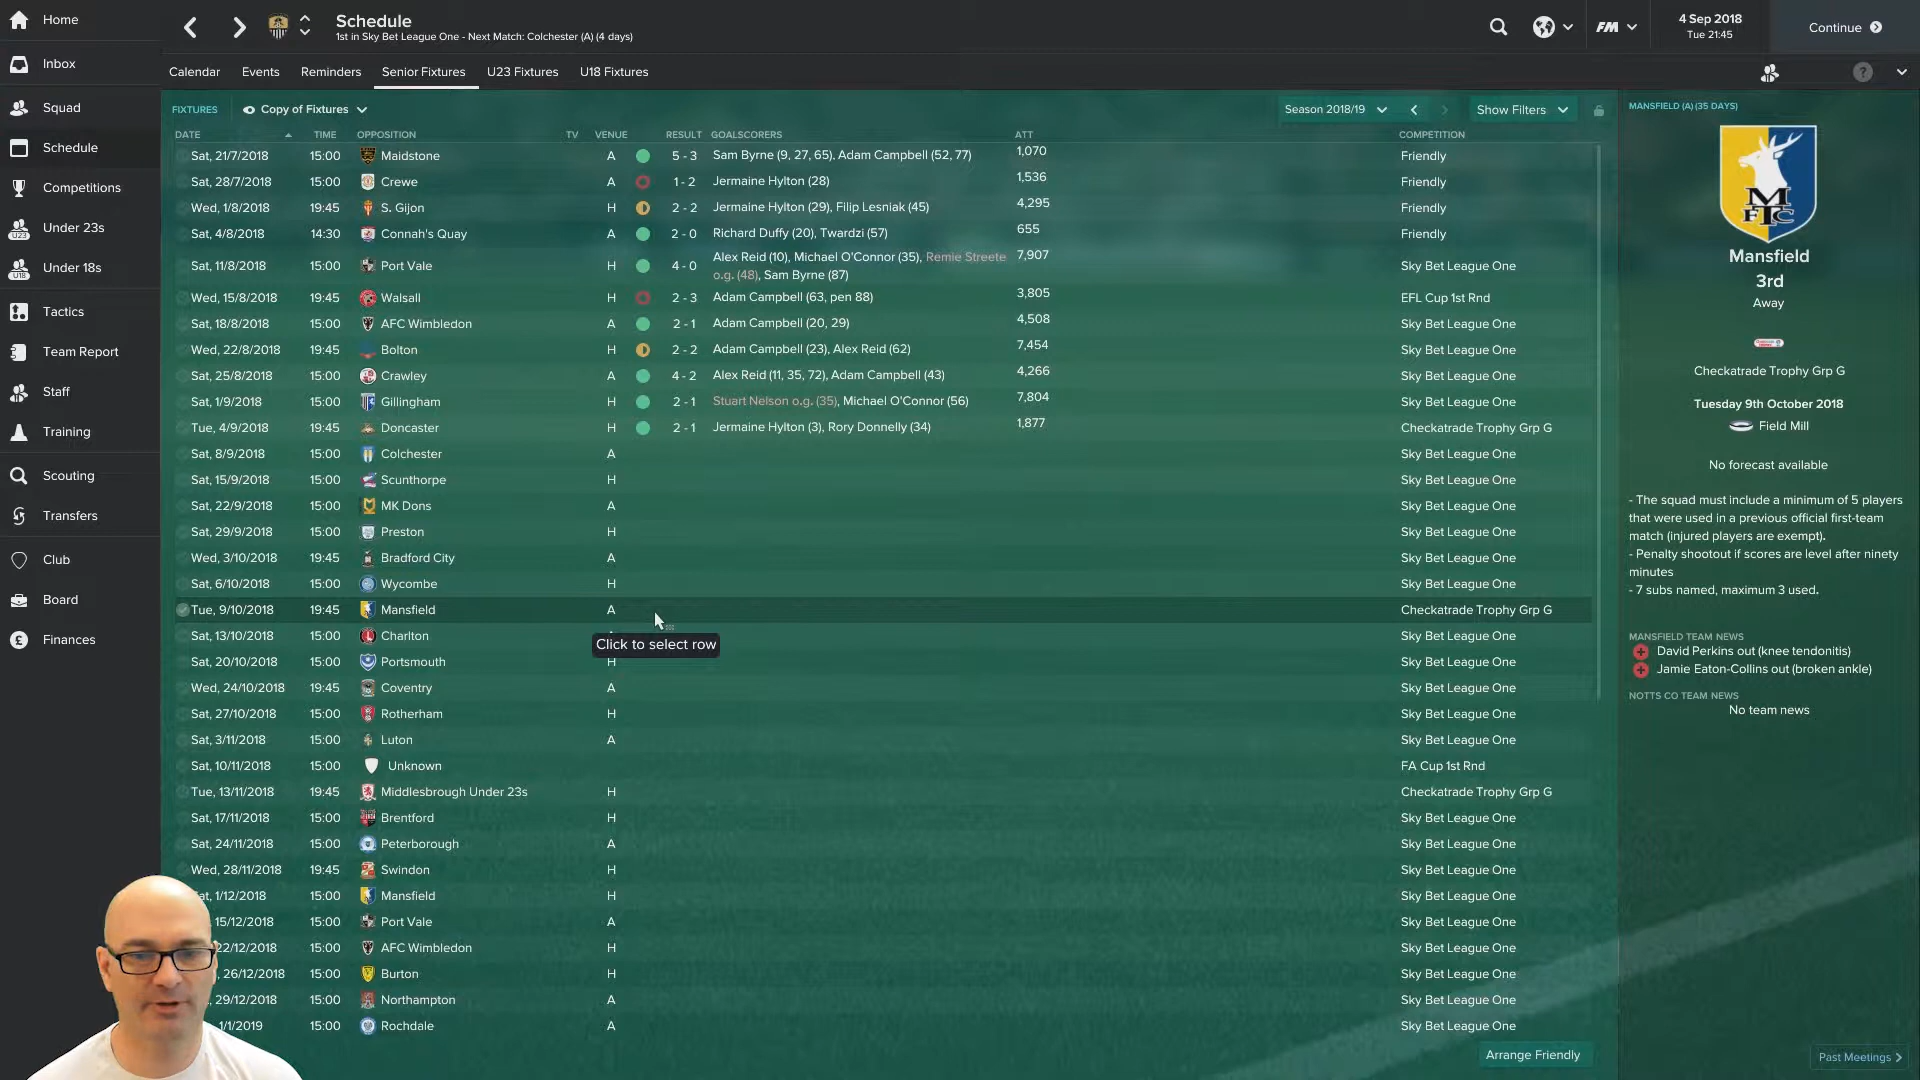 Home
Inbox
Squad
Schedule
Competitions
Under 23s
Under 18s
Tactics
Team Report
Staff
Training
Scouting
Transfers
Club
Board
Finances
Schedule
1st in Sky Bet League One - Next Match: Colchester (A) (4 days)
FM
4 Sep 2018
Tue 21:45
Continue
Calendar Events Reminders Senior Fixtures U23 Fixtures U18 Fixtures
FIXTURES Copy of Fixtures Season 2018/19 Show Filters
DATE TIME OPPOSITION TV VENUE RESULT GOALSCORERS ATT COMPETITION
Sat, 21/7/2018 15:00 Maidstone A 5 - 3 Sam Byrne (9, 27, 65), Adam Campbell (52, 77) 1,070 Friendly
Sat, 28/7/2018 15:00 Crewe A 1 - 2 Jermaine Hylton (28) 1,536 Friendly
Wed, 1/8/2018 19:45 S. Gijon H 2 - 2 Jermaine Hylton (29), Filip Lesniak (45) 4,295 Friendly
Sat, 4/8/2018 14:30 Connah's Quay A 2 - 0 Richard Duffy (20), Twardzi (57) 655 Friendly
Sat, 11/8/2018 15:00 Port Vale H 4 - 0 Alex Reid (10), Michael O'Connor (35), Remie Streete 7,907 Sky Bet League One
o.g. (48), Sam Byrne (87)
Wed, 15/8/2018 19:45 Walsall H 2 - 3 Adam Campbell (63, pen 88) 3,805 EFL Cup 1st Rnd
Sat, 18/8/2018 15:00 AFC Wimbledon A 2 - 1 Adam Campbell (20, 29) 4,508 Sky Bet League One
Wed, 22/8/2018 19:45 Bolton H 2 - 2 Adam Campbell (23), Alex Reid (62) 7,454 Sky Bet League One
Sat, 25/8/2018 15:00 Crawley A 4 - 2 Alex Reid (11, 35, 72), Adam Campbell (43) 4,266 Sky Bet League One
Sat, 1/9/2018 15:00 Gillingham H 2 - 1 Stuart Nelson o.g. (35), Michael O'Connor (56) 7,804 Sky Bet League One
Tue, 4/9/2018 19:45 Doncaster H 2 - 1 Jermaine Hylton (3), Rory Donnelly (34) 1,877 Checkatrade Trophy Grp G
Sat, 8/9/2018 15:00 Colchester A Sky Bet League One
Sat, 15/9/2018 15:00 Scunthorpe H Sky Bet League One
Sat, 22/9/2018 15:00 MK Dons A Sky Bet League One
Sat, 29/9/2018 15:00 Preston H Sky Bet League One
Wed, 3/10/2018 19:45 Bradford City A Sky Bet League One
Sat, 6/10/2018 15:00 Wycombe H Sky Bet League One
Tue, 9/10/2018 19:45 Mansfield A Checkatrade Trophy Grp G
Sat, 13/10/2018 15:00 Charlton Sky Bet League One
Click to select row
Sat, 20/10/2018 15:00 Portsmouth H Sky Bet League One
Wed, 24/10/2018 19:45 Coventry A Sky Bet League One
Sat, 27/10/2018 15:00 Rotherham H Sky Bet League One
Sat, 3/11/2018 15:00 Luton A Sky Bet League One
Sat, 10/11/2018 15:00 Unknown FA Cup 1st Rnd
Tue, 13/11/2018 19:45 Middlesbrough Under 23s H Checkatrade Trophy Grp G
Sat, 17/11/2018 15:00 Brentford H Sky Bet League One
Sat, 24/11/2018 15:00 Peterborough A Sky Bet League One
Wed, 28/11/2018 19:45 Swindon H Sky Bet League One
at, 1/12/2018 15:00 Mansfield H Sky Bet League One
15/12/2018 15:00 Port Vale A Sky Bet League One
22/12/2018 15:00 AFC Wimbledon H Sky Bet League One
, 26/12/2018 15:00 Burton H Sky Bet League One
, 29/12/2018 15:00 Northampton A Sky Bet League One
1/1/2019 15:00 Rochdale A Sky Bet League One
Arrange Friendly
MANSFIELD (A) (35 DAYS)
M
FTC
Mansfield
3rd
Away
Checkatrade Trophy Grp G
Tuesday 9th October 2018
Field Mill
No forecast available
- The squad must include a minimum of 5 players
that were used in a previous official first-team
match (injured players are exempt).
- Penalty shootout if scores are level after ninety
minutes
- 7 subs named, maximum 3 used.
MANSFIELD TEAM NEWS
David Perkins out (knee tendonitis)
Jamie Eaton-Collins out (broken ankle)
NOTTS CO TEAM NEWS
No team news
Past Meetings